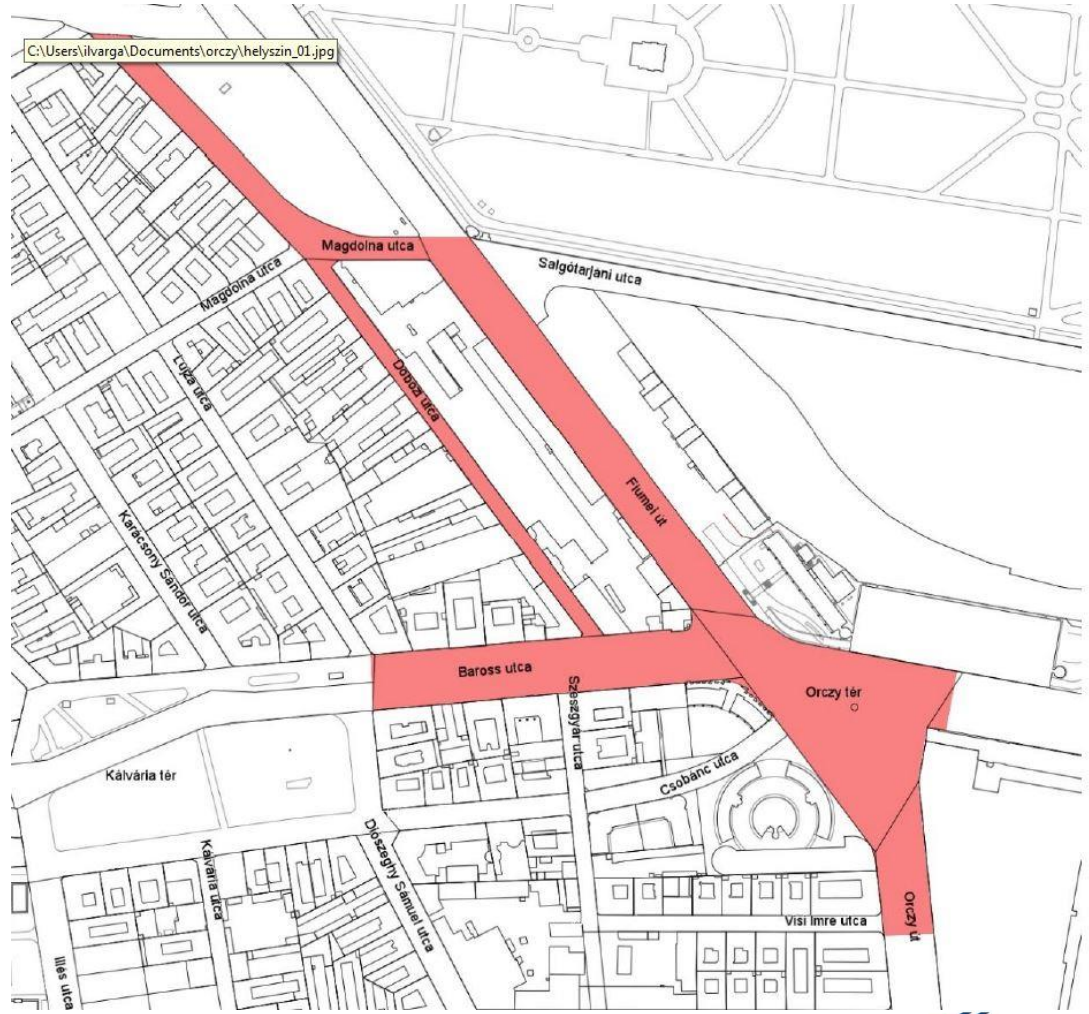 C:\Users\ilvarga\Documents\orczy\helyszin_01.jpg
Magdolna utca
Salgótarjáni utca
Magdolna utca
Lujza utca
Dobozi utca
Fiumei út
Karácsony Sándor utca
Baross utca
Szeszgyár utca
Orczy tér
Kálvária tér
Csobánc utca
Diószeghy Sámuel utca
Kálvária utca
Orczy út
Visi Imre utca
Illés utca